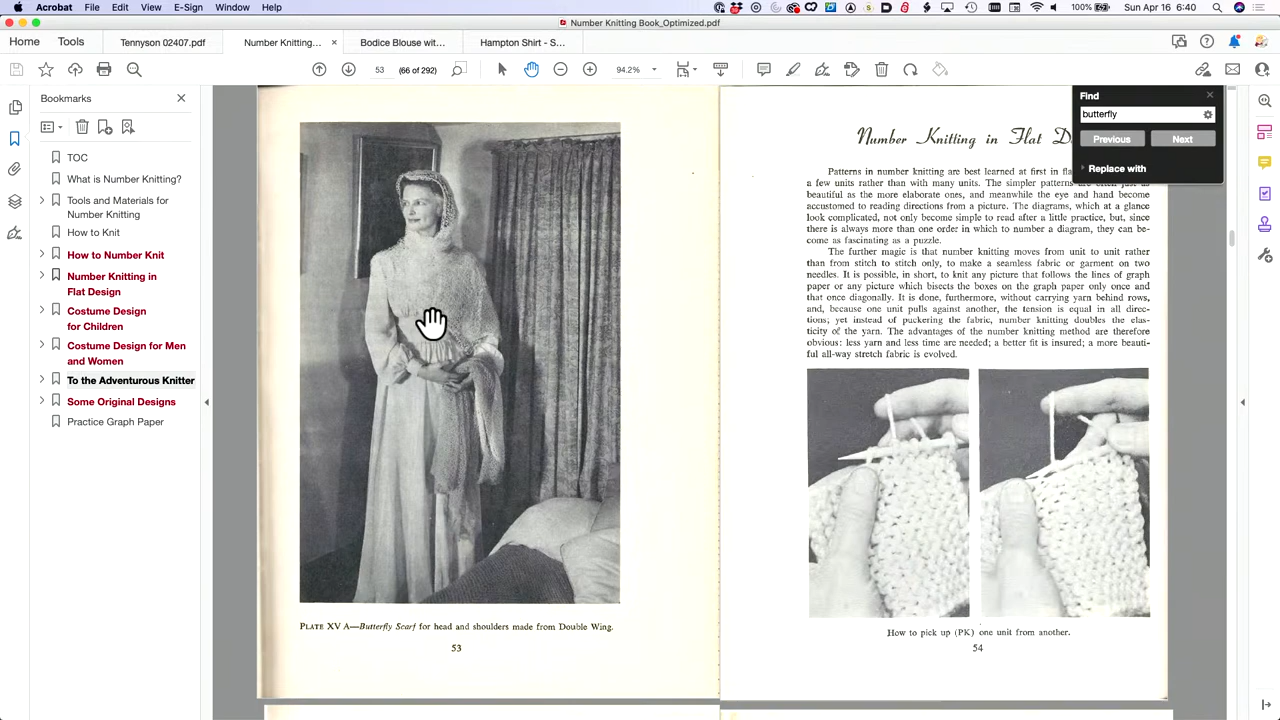 Acrobat File Edit View E-Sign Window Help 100% Sun Apr 16 6:40
Number Knitting Book_Optimized.pdf
Home Tools Tennyson 02407.pdf Number Knitting... × Bodice Blouse wit... Hampton Shirt - S...
53 (66 of 292) 94.2%
Bookmarks
TOC
What is Number Knitting?
Tools and Materials for
Number Knitting
How to Knit
How to Number Knit
Number Knitting in
Flat Design
Costume Design
for Children
Costume Design for Men
and Women
To the Adventurous Knitter
Some Original Designs
Practice Graph Paper
PLATE XV A—Butterfly Scarf for head and shoulders made from Double Wing.
53
Find
butterfly
Previous Next
Replace with
Number Knitting in Flat D
Patterns in number knitting are best learned at first in fla
a few units rather than with many units. The simpler patterns are often just as
beautiful as the more elaborate ones, and meanwhile the eye and hand become
accustomed to reading directions from a picture. The diagrams, which at a glance
look complicated, not only become simple to read after a little practice, but, since
there is always more than one order in which to number a diagram, they can be-
come as fascinating as a puzzle.
The further magic is that number knitting moves from unit to unit rather
than from stitch to stitch only, to make a seamless fabric or garment on two
needles. It is possible, in short, to knit any picture that follows the lines of graph
paper or any picture which bisects the boxes on the graph paper only once and
that once diagonally. It is done, furthermore, without carrying yarn behind rows,
and, because one unit pulls against another, the tension is equal in all direc-
tions; yet instead of puckering the fabric, number knitting doubles the elas-
ticity of the yarn. The advantages of the number knitting method are therefore
obvious: less yarn and less time are needed; a better fit is insured; a more beauti-
ful all-way stretch fabric is evolved.
How to pick up (PK) one unit from another.
54